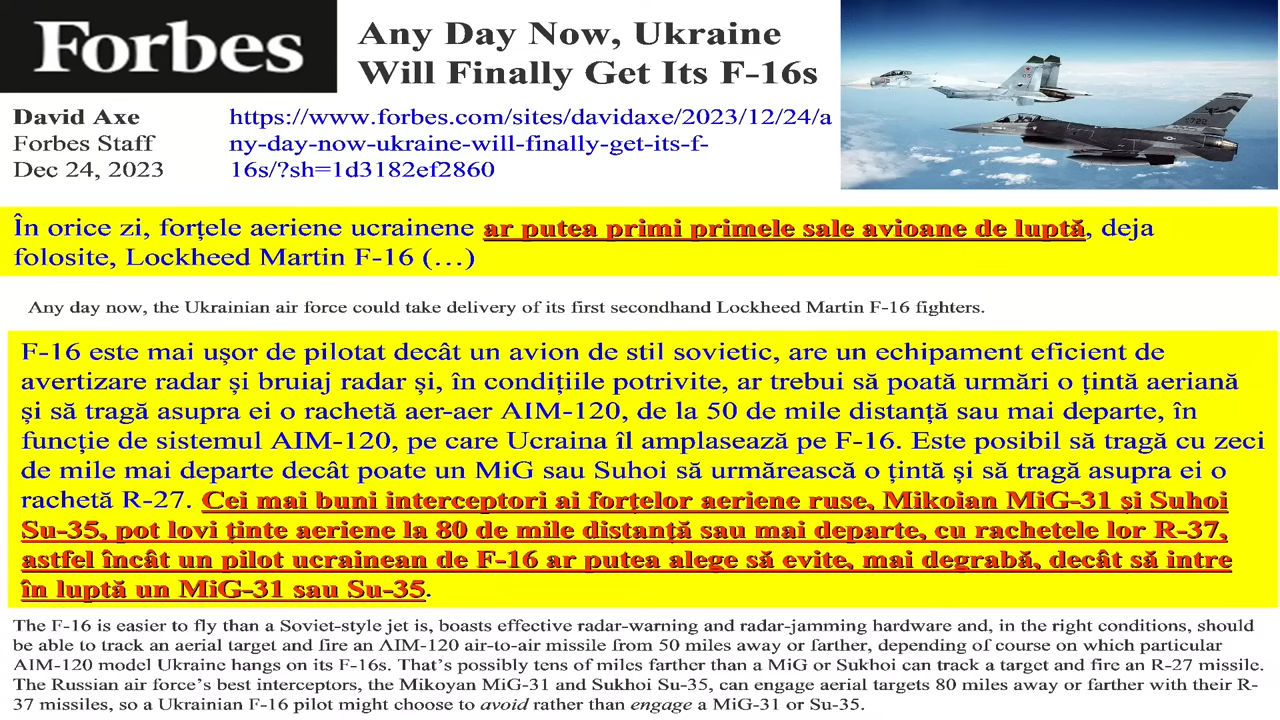 Forbes
Any Day Now, Ukraine
Will Finally Get Its F-16s
David Axe
Forbes Staff
Dec 24, 2023
https://www.forbes.com/sites/davidaxe/2023/12/24/a
ny-day-now-ukraine-will-finally-get-its-f-
16s/?sh=1d3182ef2860
În orice zi, forțele aeriene ucrainene ar putea primi primele sale avioane de luptă, deja
folosite, Lockheed Martin F-16 (…)
Any day now, the Ukrainian air force could take delivery of its first secondhand Lockheed Martin F-16 fighters.
F-16 este mai ușor de pilotat decât un avion de stil sovietic, are un echipament eficient de
avertizare radar și bruiaj radar și, în condițiile potrivite, ar trebui să poată urmări o țintă aeriană
și să tragă asupra ei o rachetă aer-aer AIM-120, de la 50 de mile distanță sau mai departe, în
funcție de sistemul AIM-120, pe care Ucraina îl amplasează pe F-16. Este posibil să tragă cu zeci
de mile mai departe decât poate un MiG sau Suhoi să urmărească o țintă și să tragă asupra ei o
rachetă R-27. Cei mai buni interceptori ai forțelor aeriene ruse, Mikoian MiG-31 și Suhoi
Su-35, pot lovi ținte aeriene la 80 de mile distanță sau mai departe, cu rachetele lor R-37,
astfel încât un pilot ucrainean de F-16 ar putea alege să evite, mai degrabă, decât să intre
în luptă un MiG-31 sau Su-35.
The F-16 is easier to fly than a Soviet-style jet is, boasts effective radar-warning and radar-jamming hardware and, in the right conditions, should
be able to track an aerial target and fire an AIM-120 air-to-air missile from 50 miles away or farther, depending of course on which particular
AIM-120 model Ukraine hangs on its F-16s. That's possibly tens of miles farther than a MiG or Sukhoi can track a target and fire an R-27 missile.
The Russian air force's best interceptors, the Mikoyan MiG-31 and Sukhoi Su-35, can engage aerial targets 80 miles away or farther with their R-
37 missiles, so a Ukrainian F-16 pilot might choose to avoid rather than engage a MiG-31 or Su-35.